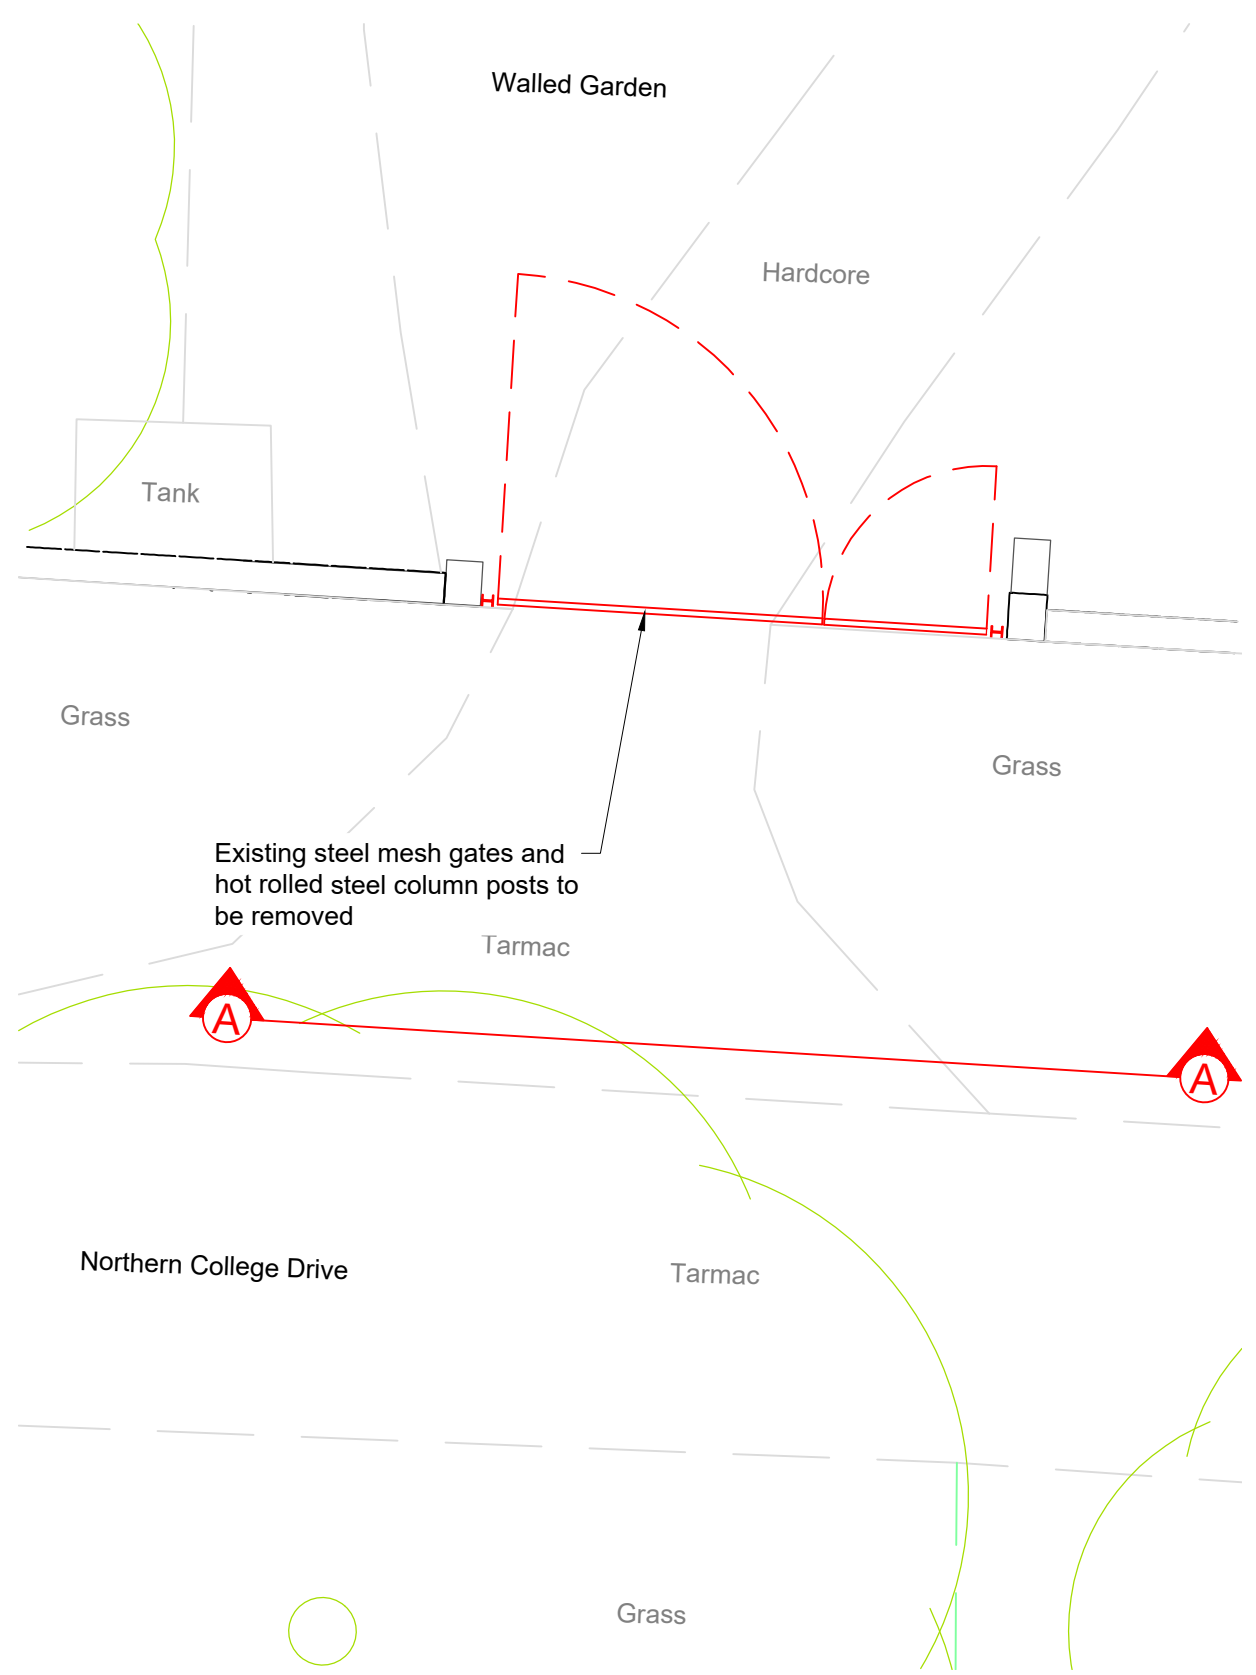 Walled Garden
Hardcore
Tank
Grass
Grass
Existing steel mesh gates and
hot rolled steel column posts to
be removed
Tarmac
A
A
Northern College Drive
Tarmac
Grass